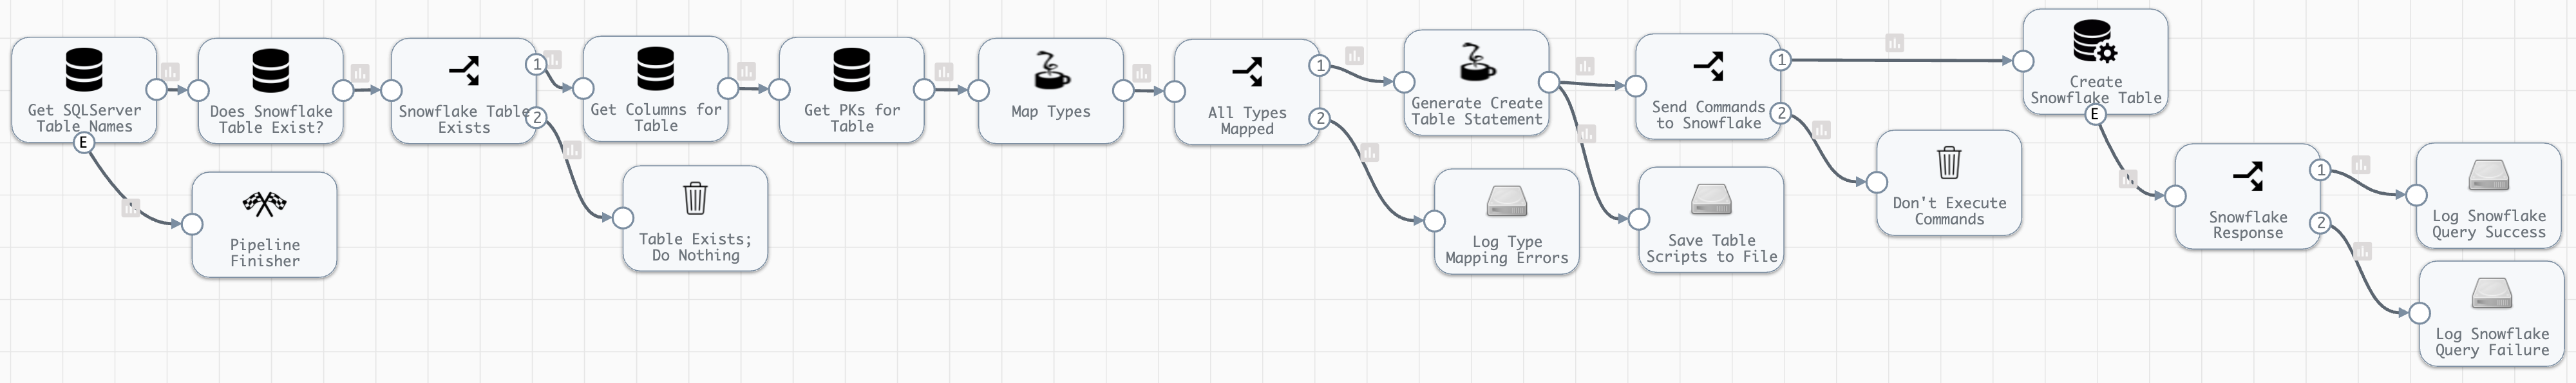 Get SQLServer
Table Names
E
Does Snowflake
Table Exist?
Snowflake Table
Exists
1
2
Get Columns for
Table
Get PKs for
Table
Map Types
All Types
Mapped
1
2
Generate Create
Table Statement
Send Commands
to Snowflake
1
2
Create
Snowflake Table
E
Pipeline
Finisher
Table Exists;
Do Nothing
Log Type
Mapping Errors
Save Table
Scripts to File
Don't Execute
Commands
Snowflake
Response
1
2
Log Snowflake
Query Success
Log Snowflake
Query Failure